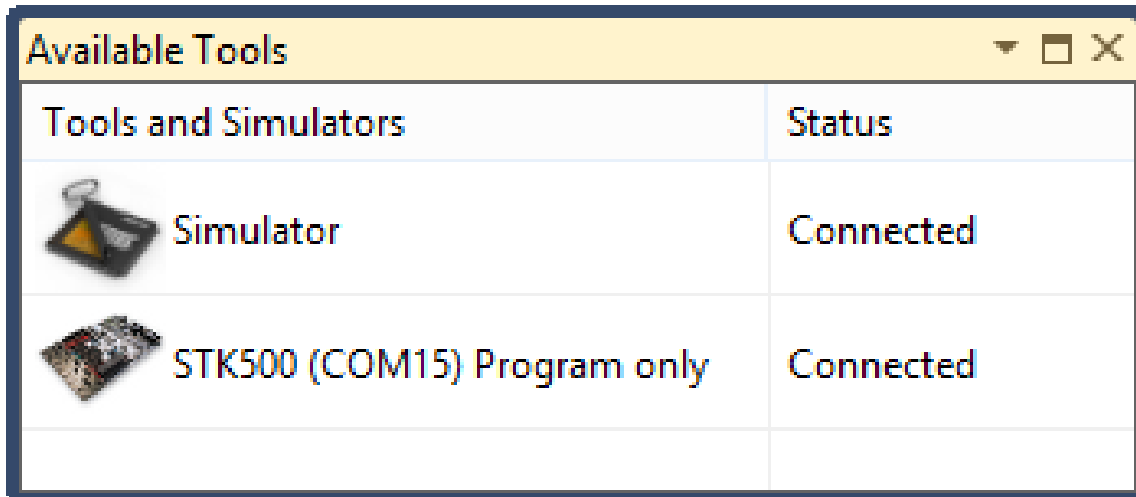 Available Tools
Tools and Simulators Status
Simulator Connected
STK500 (COM15) Program only Connected